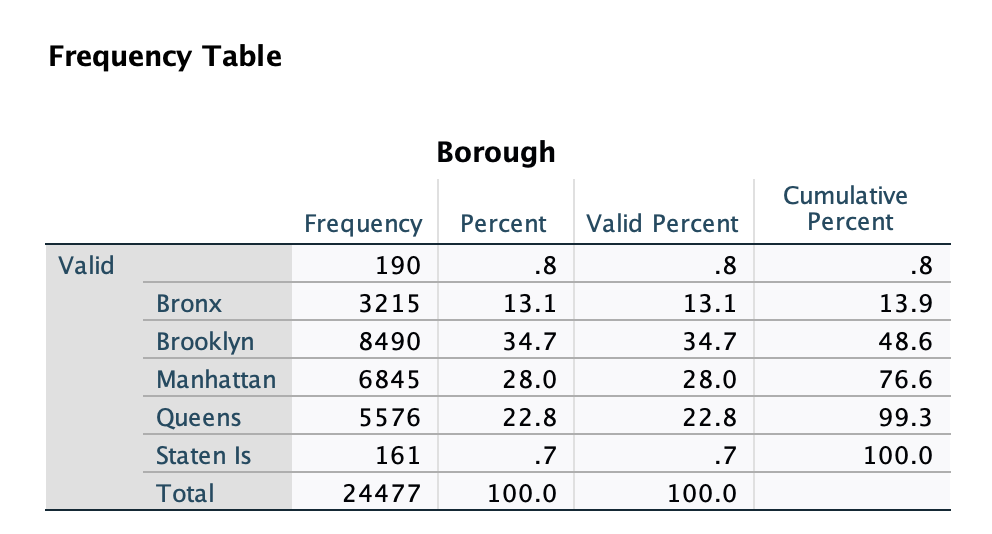 Frequency Table
Borough
Frequency Percent Valid Percent Cumulative Percent
Valid 190 .8 .8 .8
Bronx 3215 13.1 13.1 13.9
Brooklyn 8490 34.7 34.7 48.6
Manhattan 6845 28.0 28.0 76.6
Queens 5576 22.8 22.8 99.3
Staten Is 161 .7 .7 100.0
Total 24477 100.0 100.0